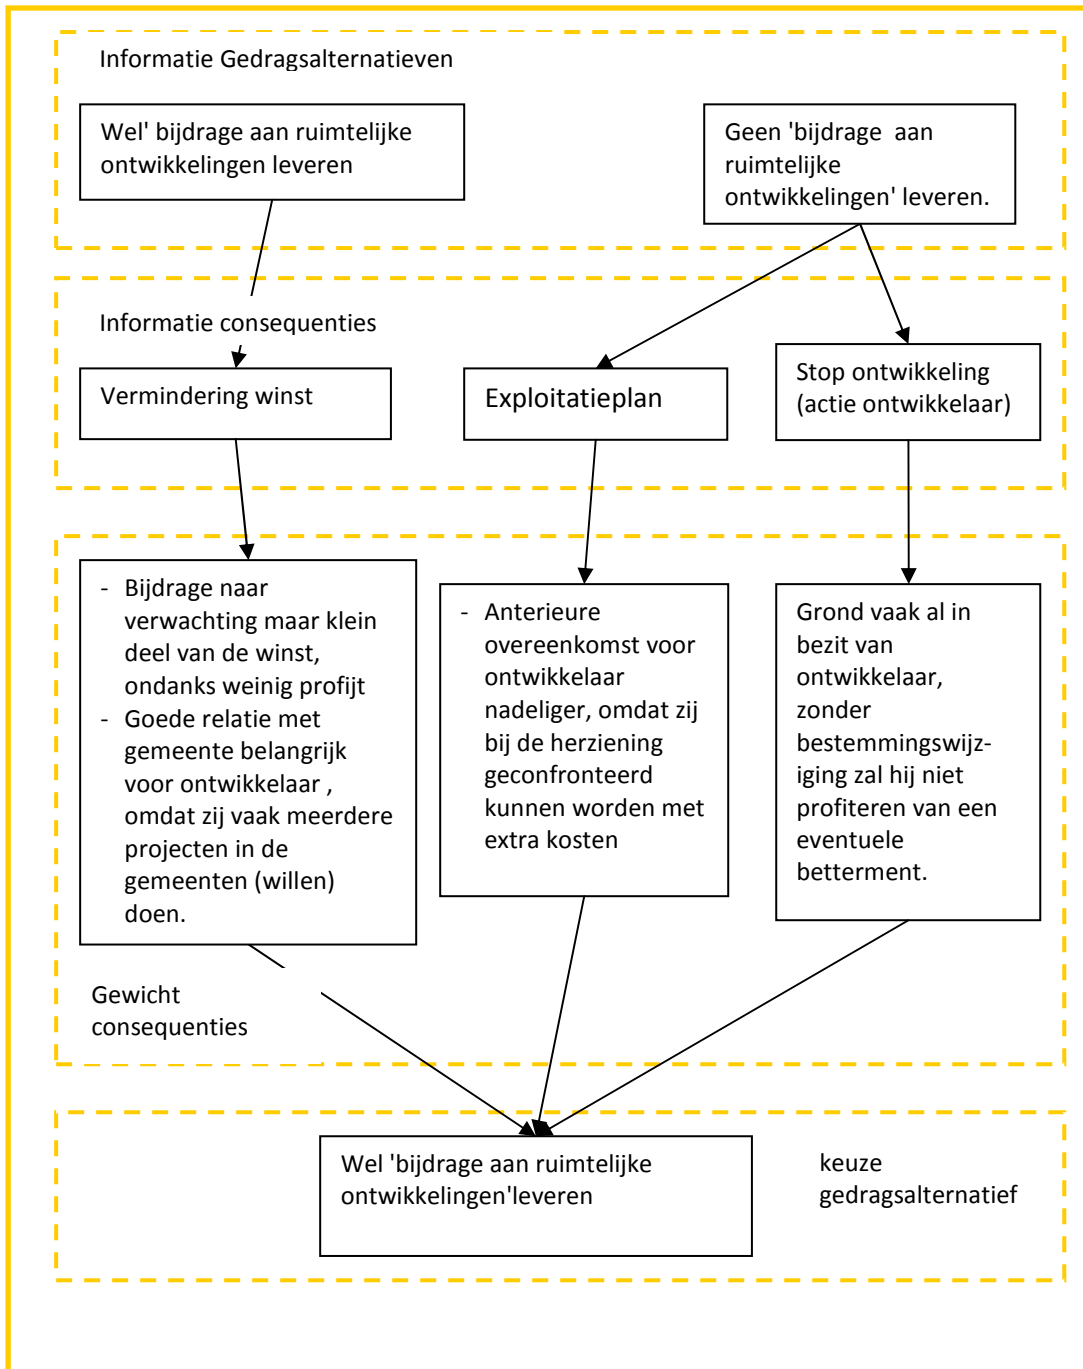 Informatie Gedragsalternatieven
Wel' bijdrage aan ruimtelijke
ontwikkelingen leveren
Geen 'bijdrage  aan
ruimtelijke
ontwikkelingen' leveren.
Informatie consequenties
Vermindering winst
Exploitatieplan
Stop ontwikkeling
(actie ontwikkelaar)
- Bijdrage naar
verwachting maar klein
deel van de winst,
ondanks weinig profijt
- Goede relatie met
gemeente belangrijk
voor ontwikkelaar ,
omdat zij vaak meerdere
projecten in de
gemeenten (willen)
doen.
- Anterieure
overeenkomst voor
ontwikkelaar
nadeliger, omdat zij
bij de herziening
geconfronteerd
kunnen worden met
extra kosten
Grond vaak al in
bezit van
ontwikkelaar,
zonder
bestemmingswijz-
iging zal hij niet
profiteren van een
eventuele
betterment.
Gewicht
consequenties
Wel 'bijdrage aan ruimtelijke
ontwikkelingen'leveren
keuze
gedragsalternatief